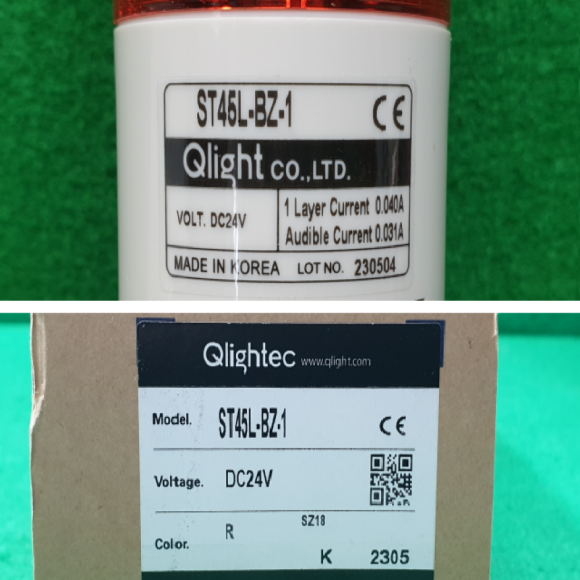 ST45L-BZ-1 CE
Qlight CO.,LTD.
VOLT. DC24V
1 Layer Current 0.040A
Audible Current 0.031A
MADE IN KOREA LOT NO. 230504
Qlightec www.qlight.com
Model. ST45L-BZ-1 CE
Voltage. DC24V
Color. R SZ18
K 2305